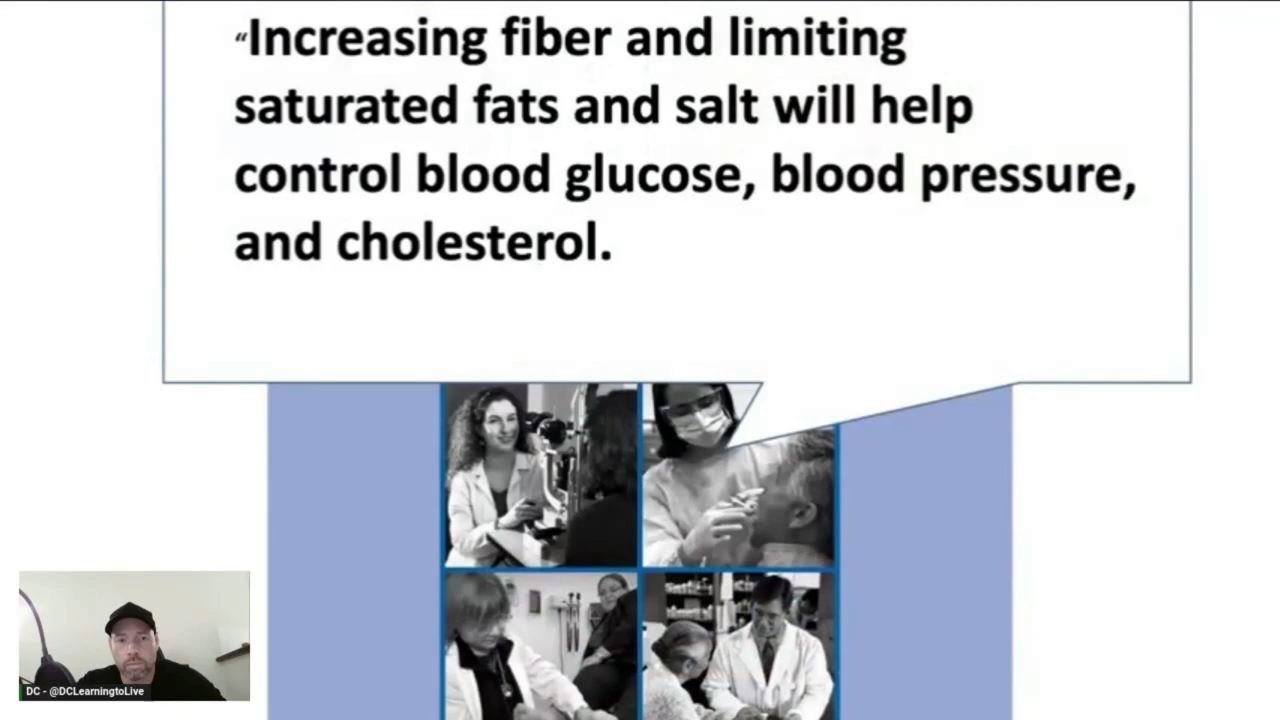 “Increasing fiber and limiting
saturated fats and salt will help
control blood glucose, blood pressure,
and cholesterol.
DC - @DCLearningtoLive